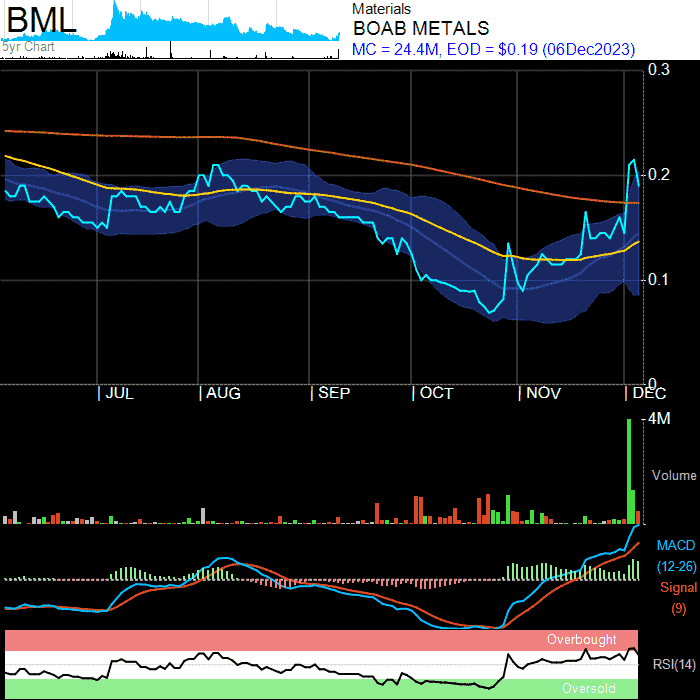 BML
5yr Chart
Materials
BOAB METALS
MC = 24.4M, EOD = $0.19 (06Dec2023)
0.3
0.2
0.1
0
| JUL | AUG | SEP | OCT | NOV | DEC
4M
Volume
MACD
(12-26)
Signal
(9)
Overbought
RSI(14)
Oversold